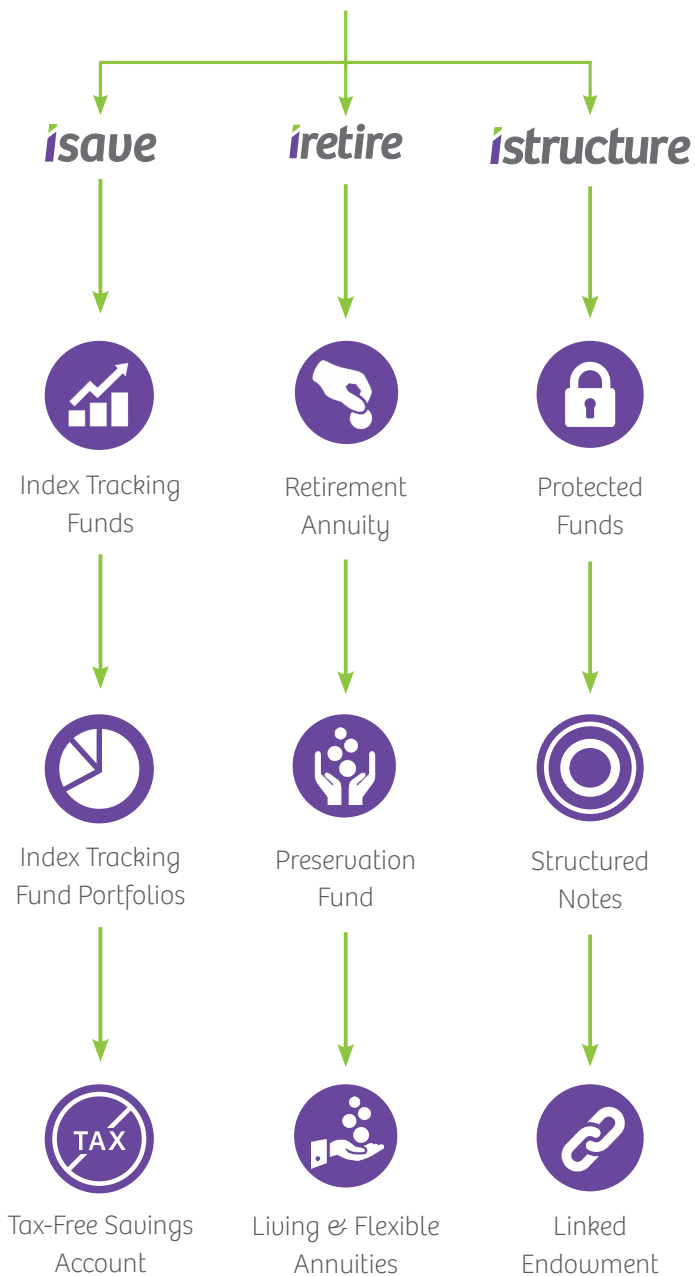 isave
iretire
istructure
Index Tracking
Funds
Retirement
Annuity
Protected
Funds
Index Tracking
Fund Portfolios
Preservation
Fund
Structured
Notes
TAX
Tax-Free Savings
Account
Living & Flexible
Annuities
Linked
Endowment